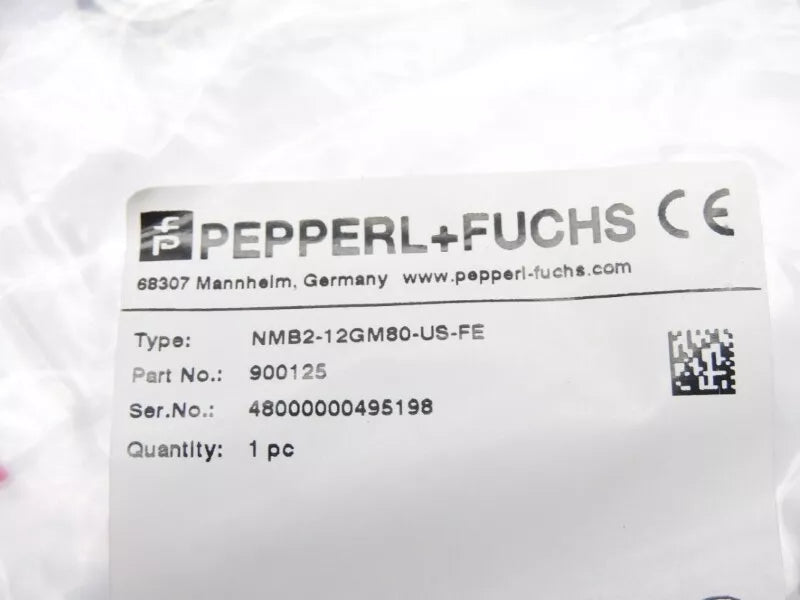 PEPPERL+FUCHS CE
68307 Mannheim, Germany www.pepperl-fuchs.com
Type: NMB2-12GM80-US-FE
Part No.: 900125
Ser.No.: 48000000495198
Quantity: 1 pc